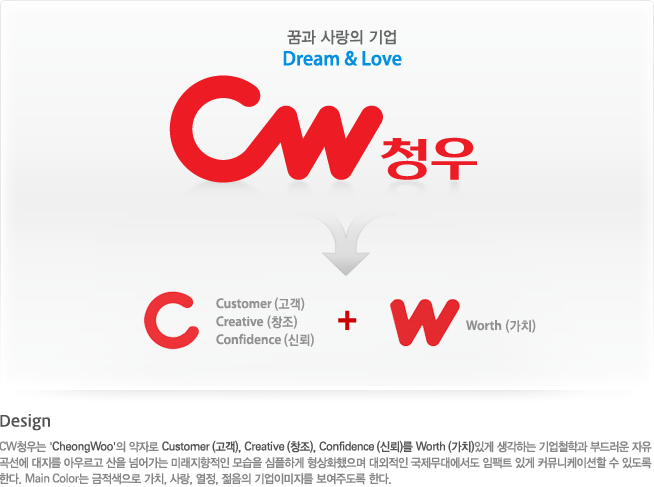 꿈과 사랑의 기업
Dream & Love
CW청우
C
Customer (고객)
Creative (창조)
Confidence (신뢰)
+
W
Worth (가치)
Design
CW청우는 'CheongWoo'의 약자로 Customer (고객), Creative (창조), Confidence (신뢰)를 Worth (가치)있게 생각하는 기업철학과 부드러운 자유
곡선에 대지를 아우르고 산을 넘어가는 미래지향적인 모습을 심플하게 형상화했으며 대외적인 국제무대에서도 임팩트 있게 커뮤니케이션할 수 있도록
한다. Main Color는 금적색으로 가치, 사랑, 열정, 젊음의 기업이미지를 보여주도록 한다.